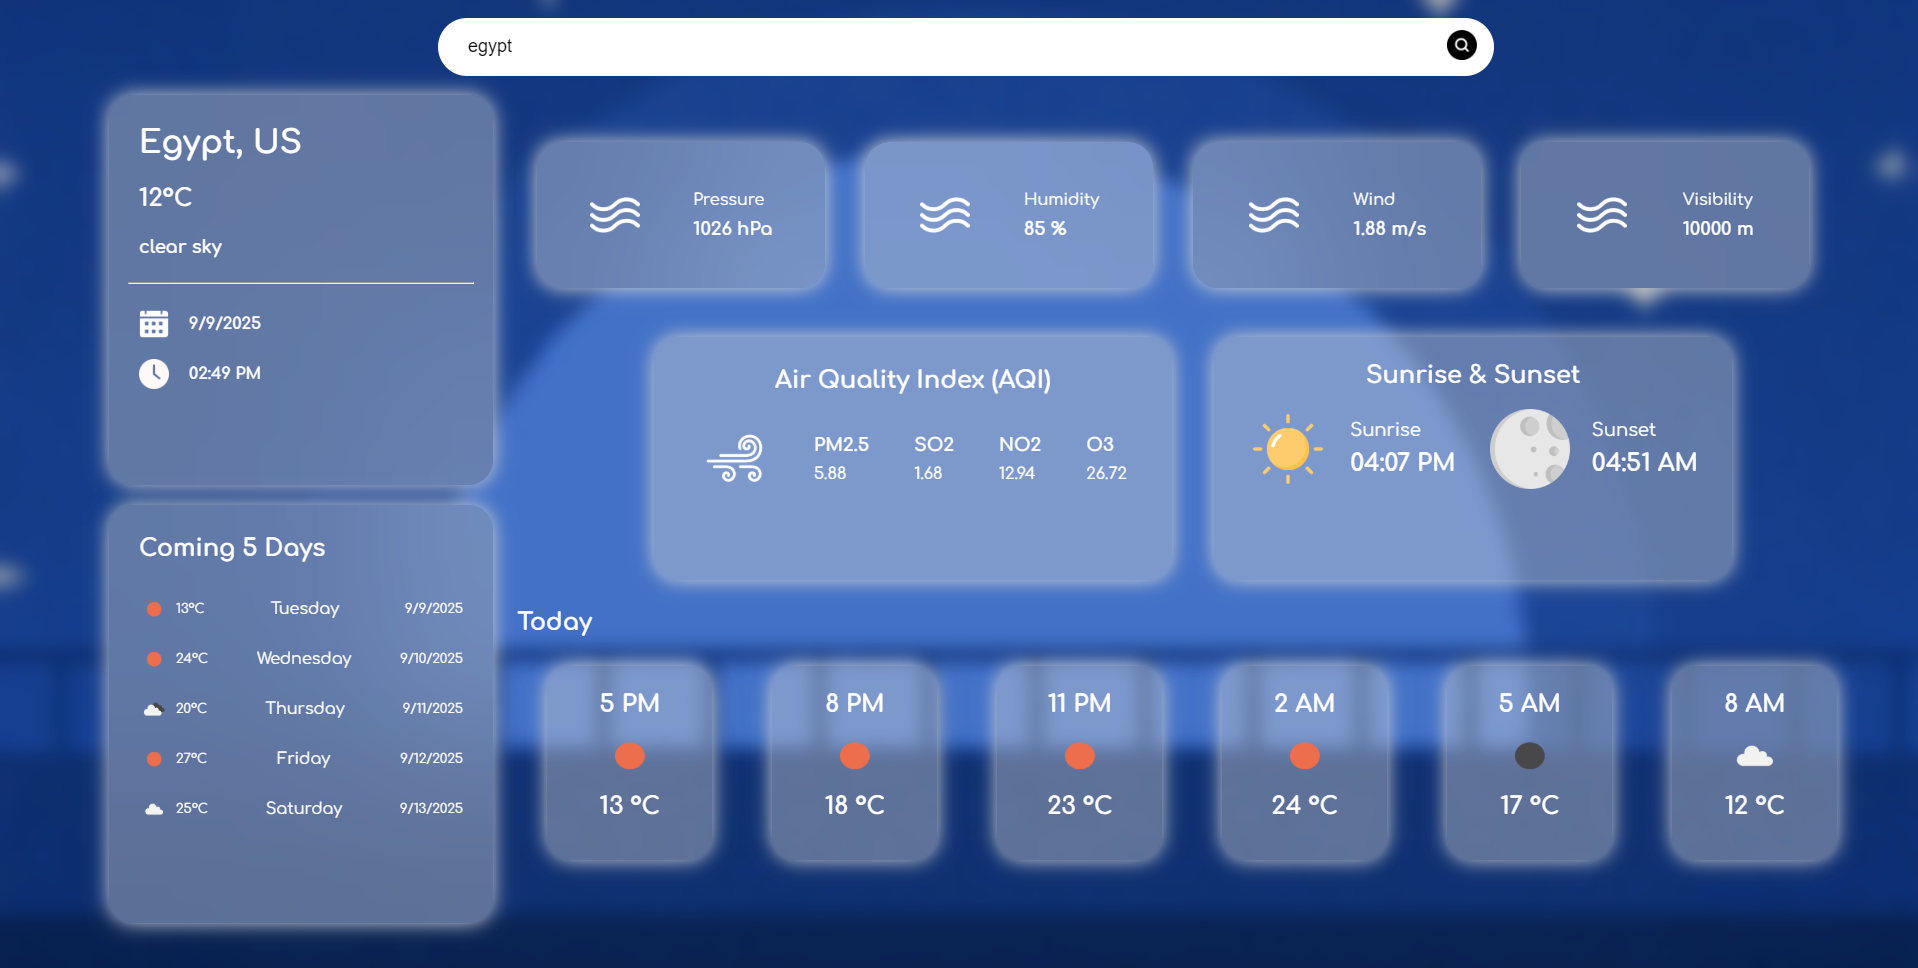 egypt
Egypt, US
12°C
clear sky
9/9/2025
02:49 PM
Pressure
1026 hPa
Humidity
85 %
Wind
1.88 m/s
Visibility
10000 m
Air Quality Index (AQI)
PM2.5 SO2 NO2 O3
5.88 1.68 12.94 26.72
Sunrise & Sunset
Sunrise
04:07 PM
Sunset
04:51 AM
Coming 5 Days
13°C Tuesday 9/9/2025
24°C Wednesday 9/10/2025
20°C Thursday 9/11/2025
27°C Friday 9/12/2025
25°C Saturday 9/13/2025
Today
5 PM
13 °C
8 PM
18 °C
11 PM
23 °C
2 AM
24 °C
5 AM
17 °C
8 AM
12 °C